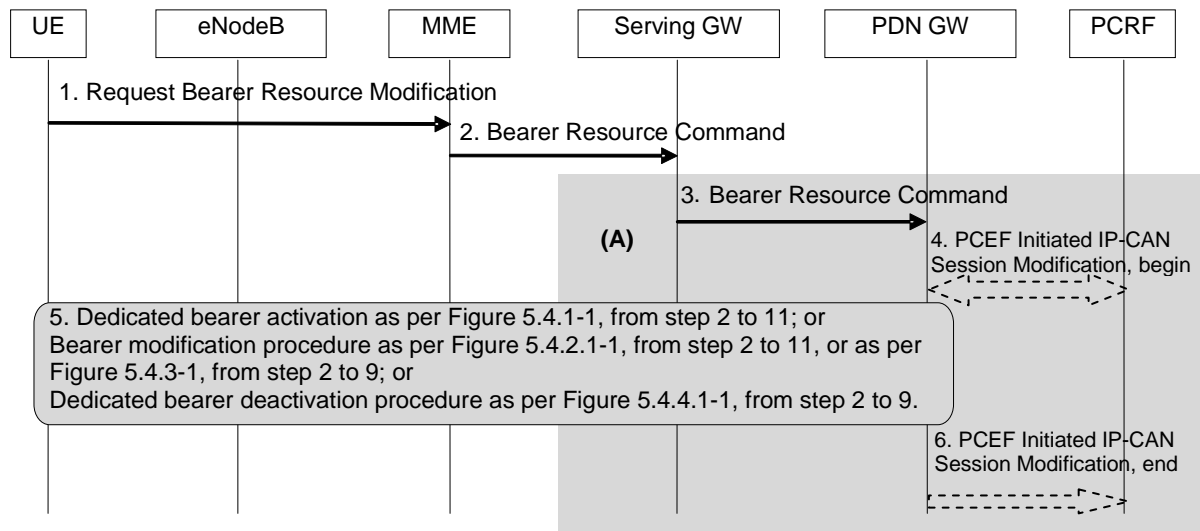 UE
eNodeB
MME
Serving GW
PDN GW
PCRF
1. Request Bearer Resource Modification
2. Bearer Resource Command
3. Bearer Resource Command
(A)
4. PCEF Initiated IP-CAN
Session Modification, begin
5. Dedicated bearer activation as per Figure 5.4.1-1, from step 2 to 11; or
Bearer modification procedure as per Figure 5.4.2.1-1, from step 2 to 11, or as per
Figure 5.4.3-1, from step 2 to 9; or
Dedicated bearer deactivation procedure as per Figure 5.4.4.1-1, from step 2 to 9.
6. PCEF Initiated IP-CAN
Session Modification, end